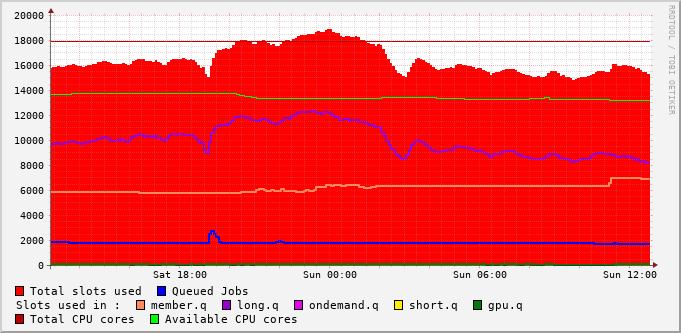 20000
18000
16000
14000
12000
10000
8000
6000
4000
2000
0
Sat 18:00 Sun 00:00 Sun 06:00 Sun 12:00
RRDTOOL / TOBI OETIKER
Total slots used Queued Jobs
Slots used in : member.q long.q ondemand.q short.q gpu.q
Total CPU cores Available CPU cores